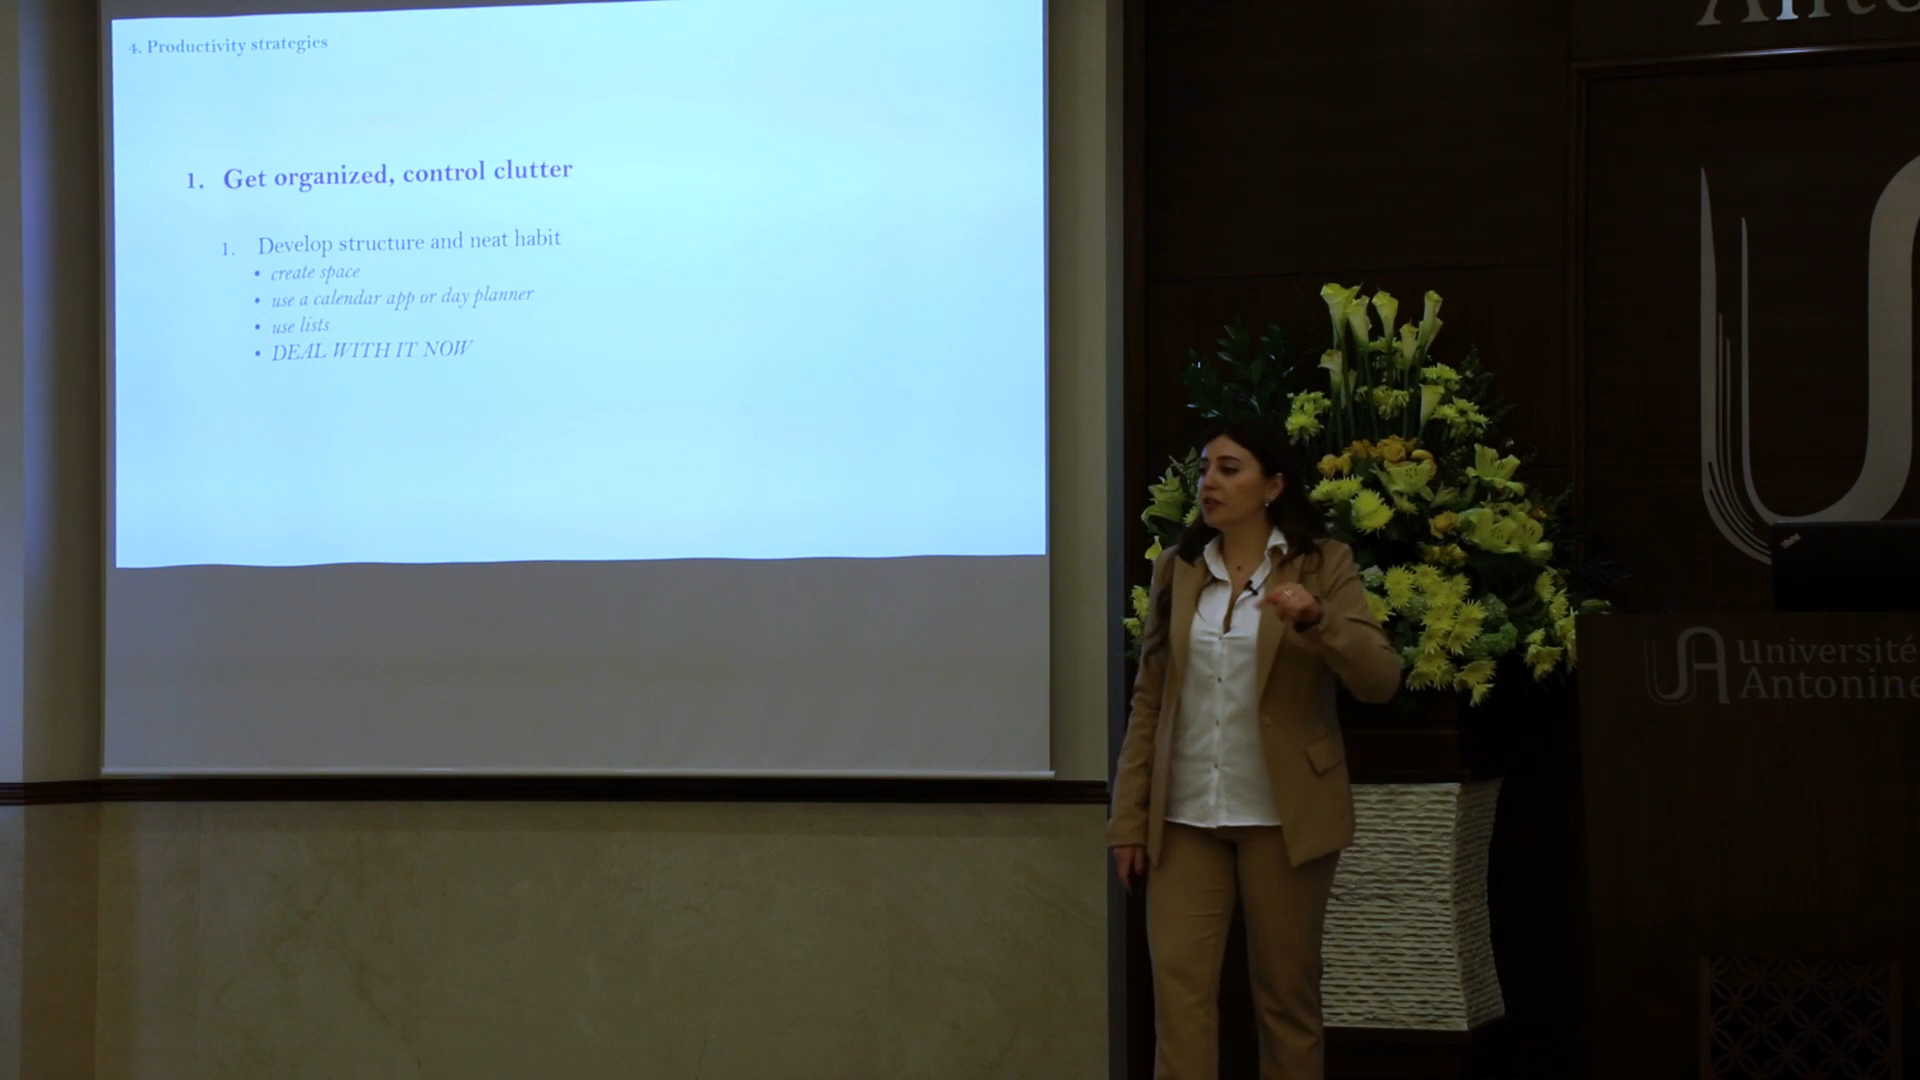 4. Productivity strategies
1. Get organized, control clutter
1. Develop structure and neat habit
• create space
• use a calendar app or day planner
• use lists
• DEAL WITH IT NOW
UA Université
Antonine